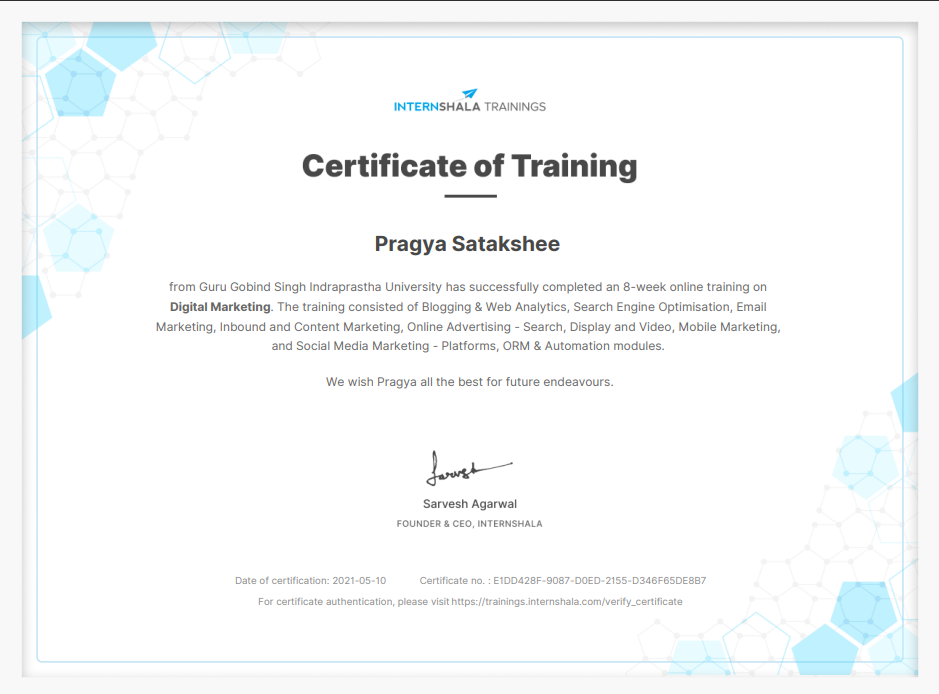 INTERNSHALA TRAININGS
Certificate of Training
Pragya Satakshee
from Guru Gobind Singh Indraprastha University has successfully completed an 8-week online training on
Digital Marketing. The training consisted of Blogging & Web Analytics, Search Engine Optimisation, Email
Marketing, Inbound and Content Marketing, Online Advertising - Search, Display and Video, Mobile Marketing,
and Social Media Marketing - Platforms, ORM & Automation modules.
We wish Pragya all the best for future endeavours.
Sarvesh
Sarvesh Agarwal
FOUNDER & CEO, INTERNSHALA
Date of certification: 2021-05-10 Certificate no. : E1DD428F-9087-D0ED-2155-D346F65DE8B7
For certificate authentication, please visit https://trainings.internshala.com/verify_certificate